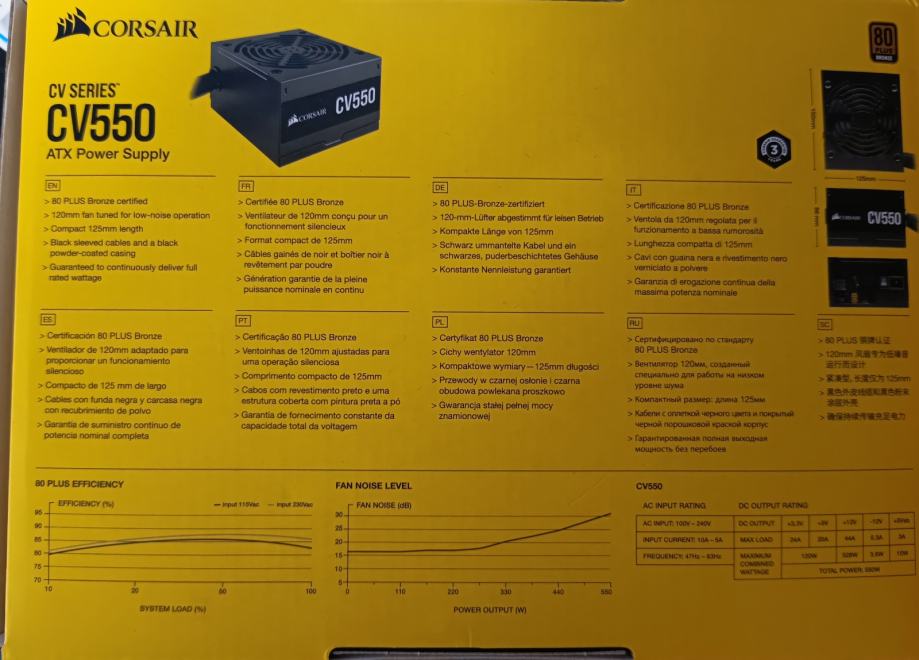 CORSAIR
80
PLUS
BRONZE
CV SERIES™
CV550
ATX Power Supply
CORSAIR CV550
3
150mm
125mm
86 mm
CORSAIR CV550
EN
> 80 PLUS Bronze certified
> 120mm fan tuned for low-noise operation
> Compact 125mm length
> Black sleeved cables and a black
powder-coated casing
> Guaranteed to continuously deliver full
rated wattage
FR
> Certifiée 80 PLUS Bronze
> Ventilateur de 120mm conçu pour un
fonctionnement silencieux
> Format compact de 125mm
> Câbles gainés de noir et boîtier noir à
revêtement par poudre
> Génération garantie de la pleine
puissance nominale en continu
DE
> 80 PLUS-Bronze-zertifiziert
> 120-mm-Lüfter abgestimmt für leisen Betrieb
> Kompakte Länge von 125mm
> Schwarz ummantelte Kabel und ein
schwarzes, puderbeschichtetes Gehäuse
> Konstante Nennleistung garantiert
IT
> Certificazione 80 PLUS Bronze
> Ventola da 120mm regolata per il
funzionamento a bassa rumorosità
> Lunghezza compatta di 125mm
> Cavi con guaina nera e rivestimento nero
verniciato a polvere
> Garanzia di erogazione continua della
massima potenza nominale
ES
> Certificación 80 PLUS Bronze
> Ventilador de 120mm adaptado para
proporcionar un funcionamiento
silencioso
> Compacto de 125 mm de largo
> Cables con funda negra y carcasa negra
con recubrimiento de polvo
> Garantía de suministro continuo de
potencia nominal completa
PT
> Certificação 80 PLUS Bronze
> Ventoinhas de 120mm ajustadas para
uma operação silenciosa
> Comprimento compacto de 125mm
> Cabos com revestimento preto e uma
estrutura coberta com pintura preta a pó
> Garantia de fornecimento constante da
capacidade total da voltagem
PL
> Certyfikat 80 PLUS Bronze
> Cichy wentylator 120mm
> Kompaktowe wymiary — 125mm długości
> Przewody w czarnej osłonie i czarna
obudowa powlekana proszkowo
> Gwarancja stałej pełnej mocy
znamionowej
RU
> Сертифицировано по стандарту
80 PLUS Bronze
> Вентилятор 120мм, созданный
специально для работы на низком
уровне шума
> Компактный размер: длина 125мм
> Кабели с оплеткой черного цвета и покрытый
черной порошковой краской корпус
> Гарантированная полная выходная
мощность без перебоев
SC
> 80 PLUS 铜牌认证
> 120mm 风扇专为低噪音
运行而设计
> 紧凑型, 长度仅为 125mm
> 黑色外皮线缆和黑色粉末
涂层外壳
> 确保持续传输充足电力
80 PLUS EFFICIENCY
EFFICIENCY (%)
Input 115Vac
Input 230Vac
95
90
85
80
75
70
10 20 50 100
SYSTEM LOAD (%)
FAN NOISE LEVEL
FAN NOISE (dB)
30
25
20
15
10
5
0 110 220 330 440 550
POWER OUTPUT (W)
CV550
AC INPUT RATING DC OUTPUT RATING
AC INPUT: 100V - 240V DC OUTPUT +3.3V +5V +12V -12V +5Vsb
INPUT CURRENT: 10A - 5A MAX LOAD 24A 20A 44A 0.3A 3A
FREQUENCY: 47Hz - 63Hz MAXIMUM COMBINED WATTAGE 120W 528W 3.6W 15W
TOTAL POWER: 550W